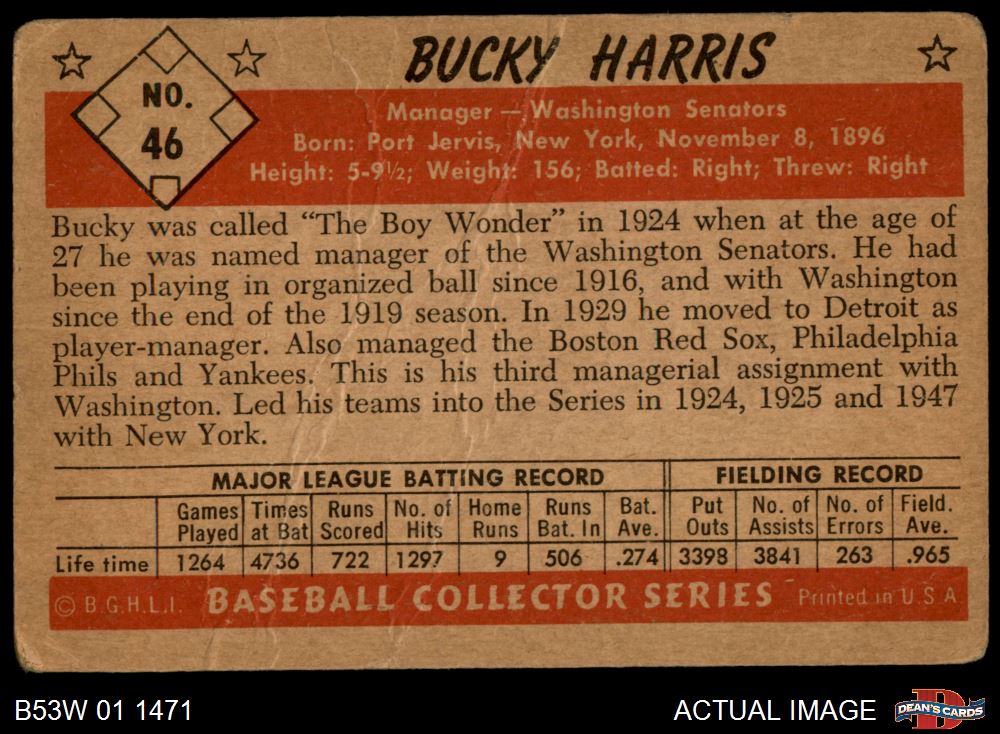 BUCKY HARRIS
NO.
46
Manager — Washington Senators
Born: Port Jervis, New York, November 8, 1896
Height: 5-9½; Weight: 156; Batted: Right; Threw: Right
Bucky was called “The Boy Wonder” in 1924 when at the age of
27 he was named manager of the Washington Senators. He had
been playing in organized ball since 1916, and with Washington
since the end of the 1919 season. In 1929 he moved to Detroit as
player-manager. Also managed the Boston Red Sox, Philadelphia
Phils and Yankees. This is his third managerial assignment with
Washington. Led his teams into the Series in 1924, 1925 and 1947
with New York.
MAJOR LEAGUE BATTING RECORD FIELDING RECORD
Games Times Runs No. of Home Runs Bat. Put No. of No. of Field.
Played at Bat Scored Hits Runs Bat. In Ave. Outs Assists Errors Ave.
Life time 1264 4736 722 1297 9 506 .274 3398 3841 263 .965
© B.G.H.L.I. BASEBALL COLLECTOR SERIES Printed in U.S.A
B53W 01 1471 ACTUAL IMAGE DEAN'S CARDS